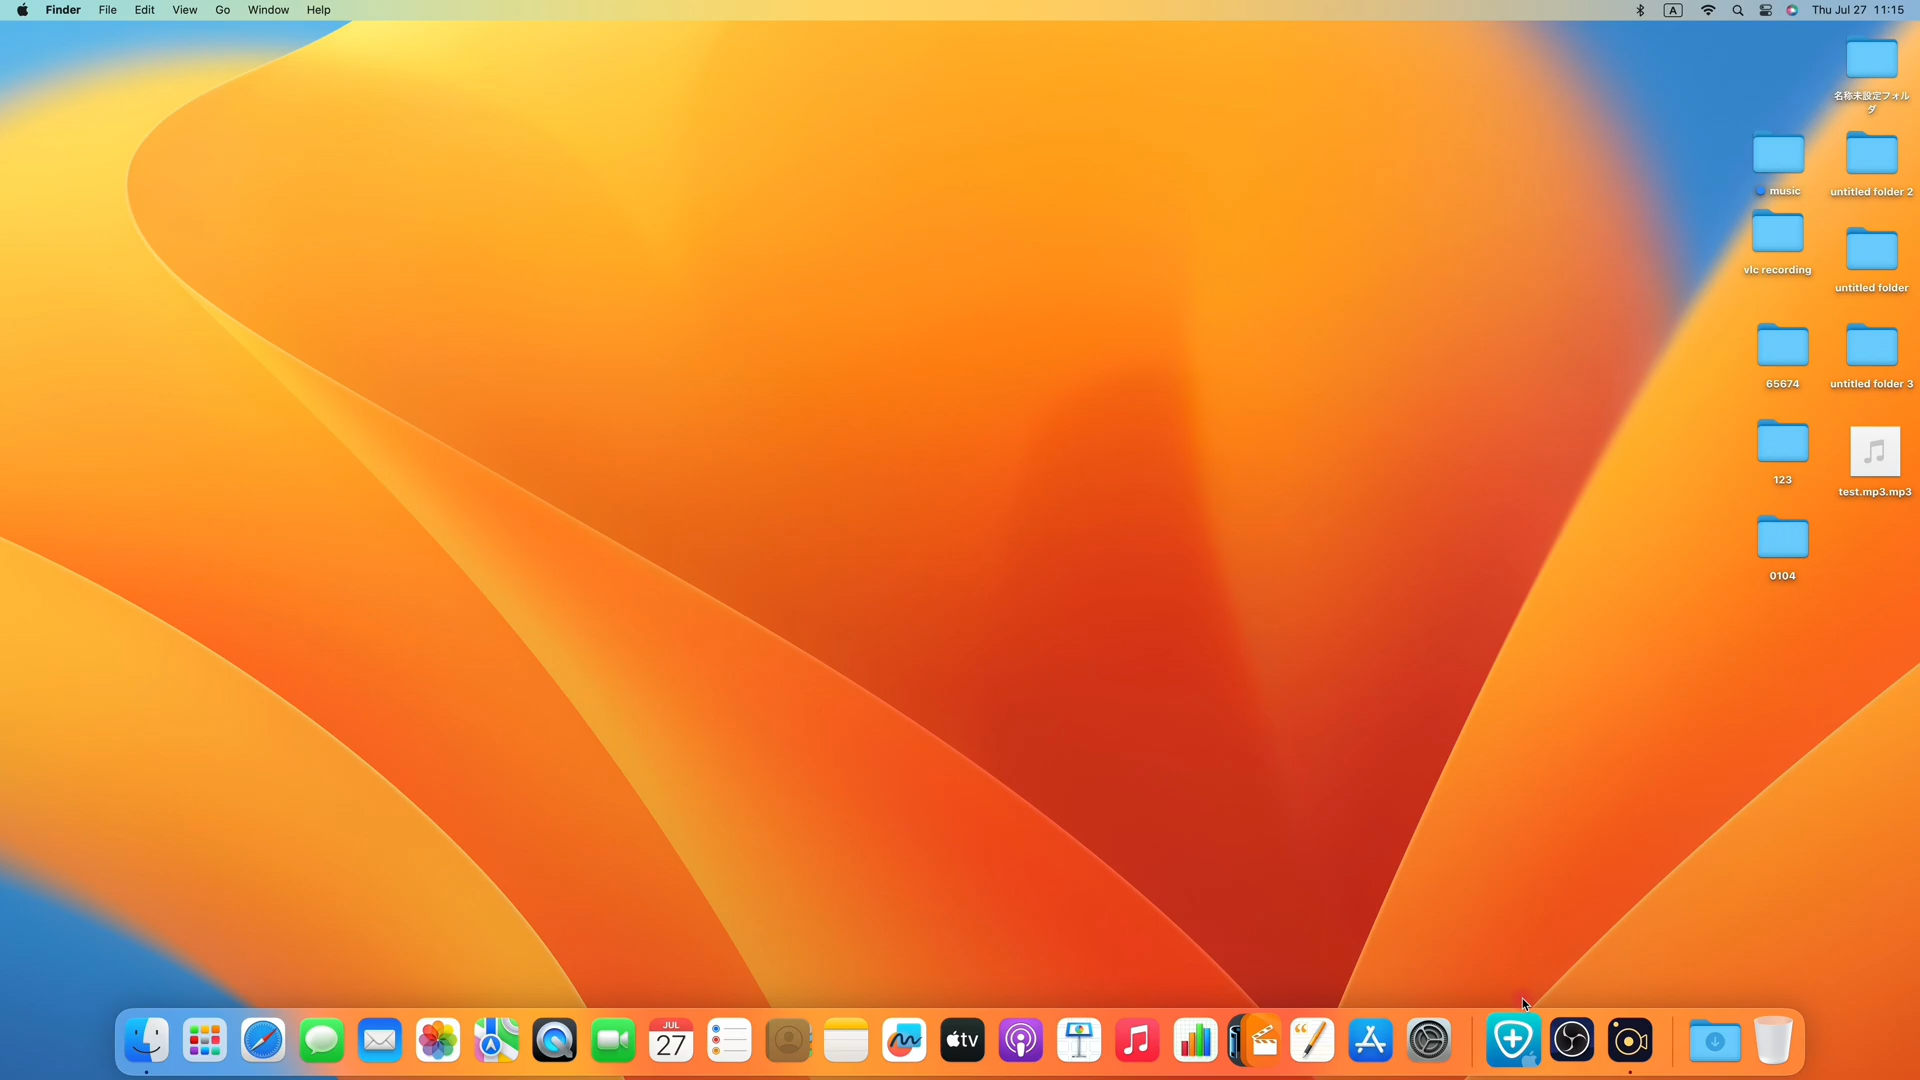 Finder File Edit View Go Window Help
A Thu Jul 27 11:15
名称未設定フォル
ダ
music
untitled folder 2
vlc recording
untitled folder
65674
untitled folder 3
123
test.mp3.mp3
0104
JUL
27
tv